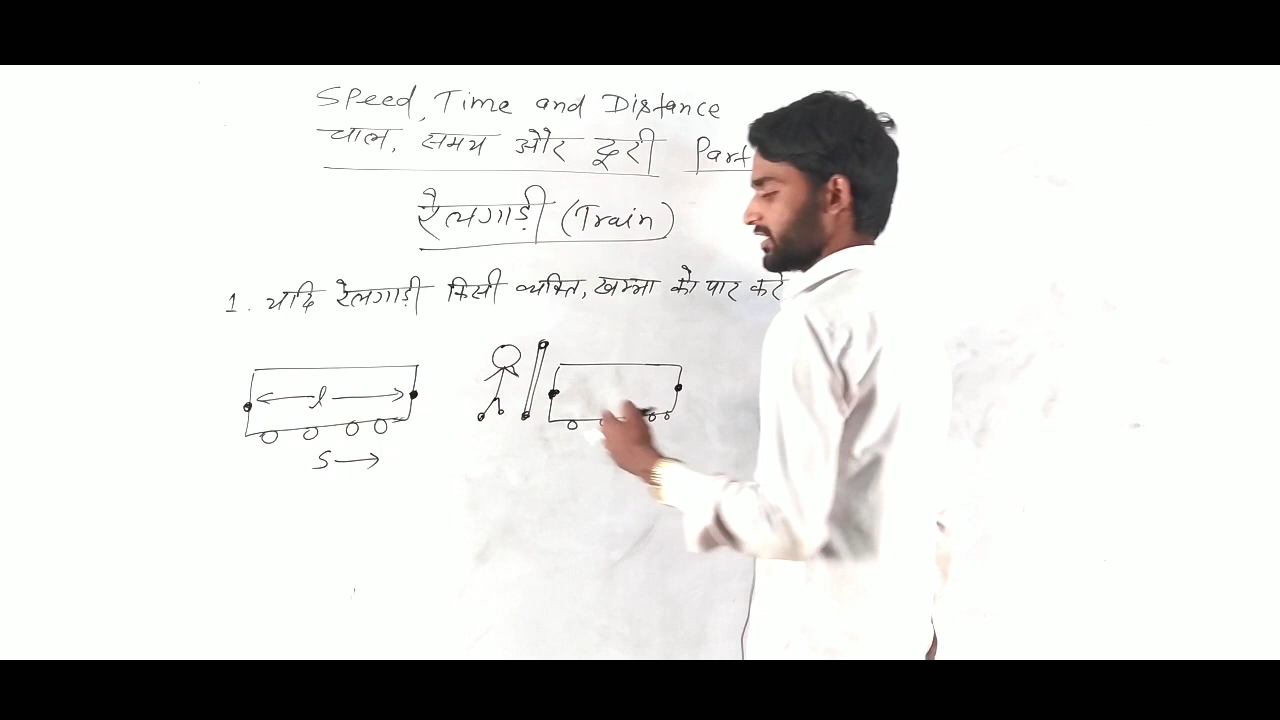 Speed, Time and Distance
चाल, समय और दूरी Part
रेलगाड़ी (Train)
1. यदि रेलगाड़ी किसी व्यक्ति, खम्भा को पार करे
l
S